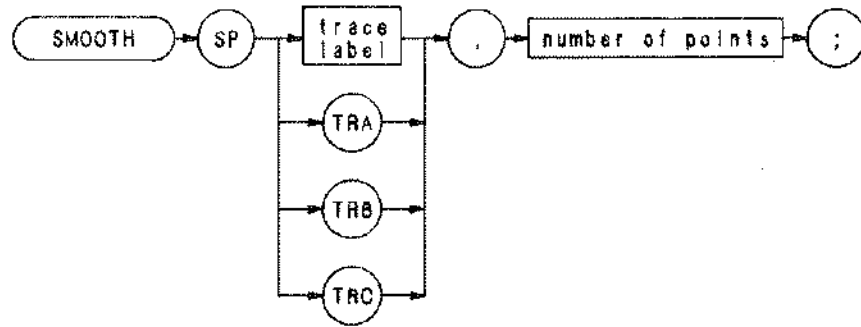 SMOOTH SP trace label , number of points ;
TRA
TRB
TRC